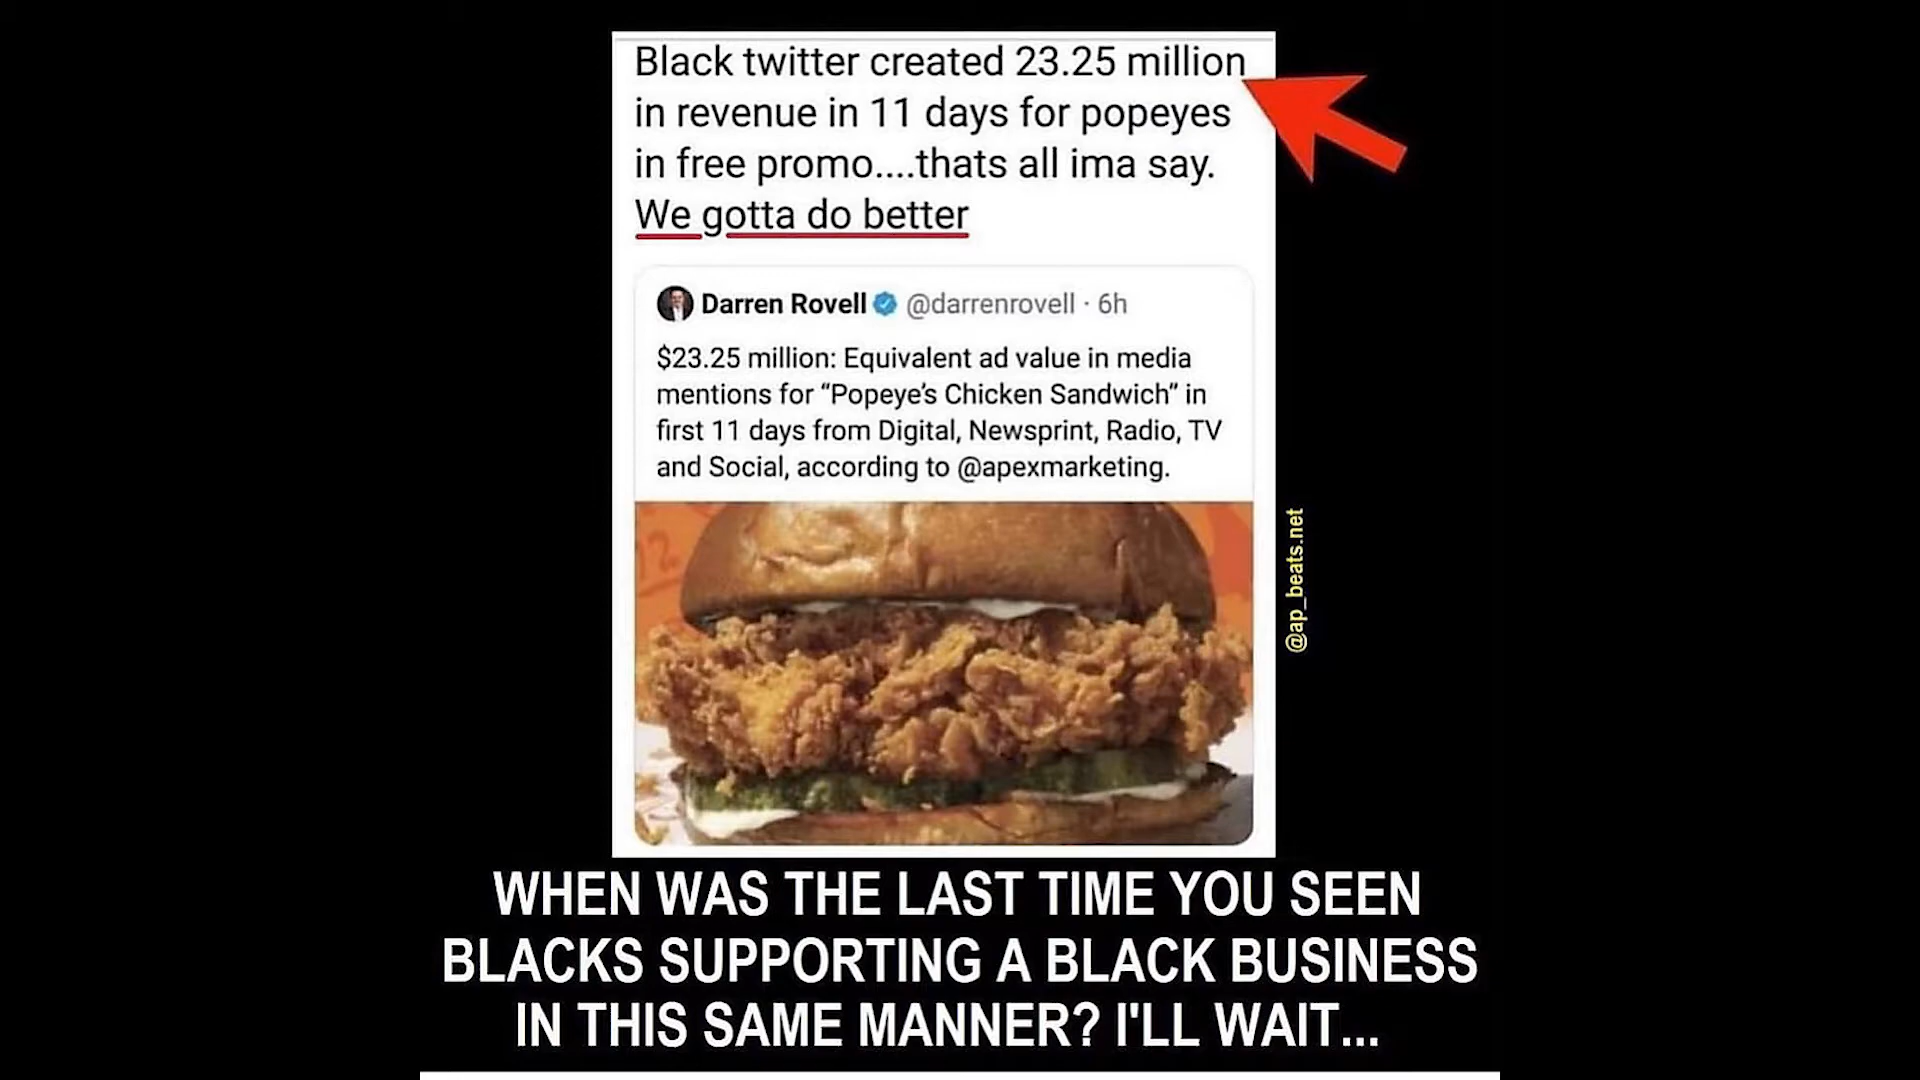 Black twitter created 23.25 million
in revenue in 11 days for popeyes
in free promo....thats all ima say.
We gotta do better
Darren Rovell @darrenrovell · 6h
$23.25 million: Equivalent ad value in media
mentions for “Popeye’s Chicken Sandwich” in
first 11 days from Digital, Newsprint, Radio, TV
and Social, according to @apexmarketing.
@ap_beats.net
WHEN WAS THE LAST TIME YOU SEEN
BLACKS SUPPORTING A BLACK BUSINESS
IN THIS SAME MANNER? I'LL WAIT...